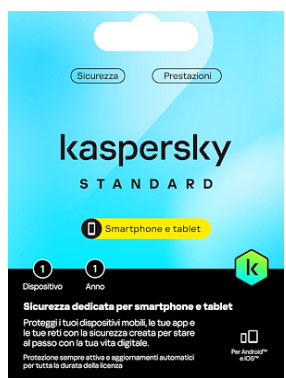 Sicurezza Prestazioni
kaspersky
STANDARD
Smartphone e tablet
1 1
Dispositivo Anno
k
Sicurezza dedicata per smartphone e tablet
Proteggi i tuoi dispositivi mobili, le tue app e
le tue reti con la sicurezza creata per stare
al passo con la tua vita digitale.
Protezione sempre attiva e aggiornamenti automatici
per tutta la durata della licenza
Per Android™
e iOS™